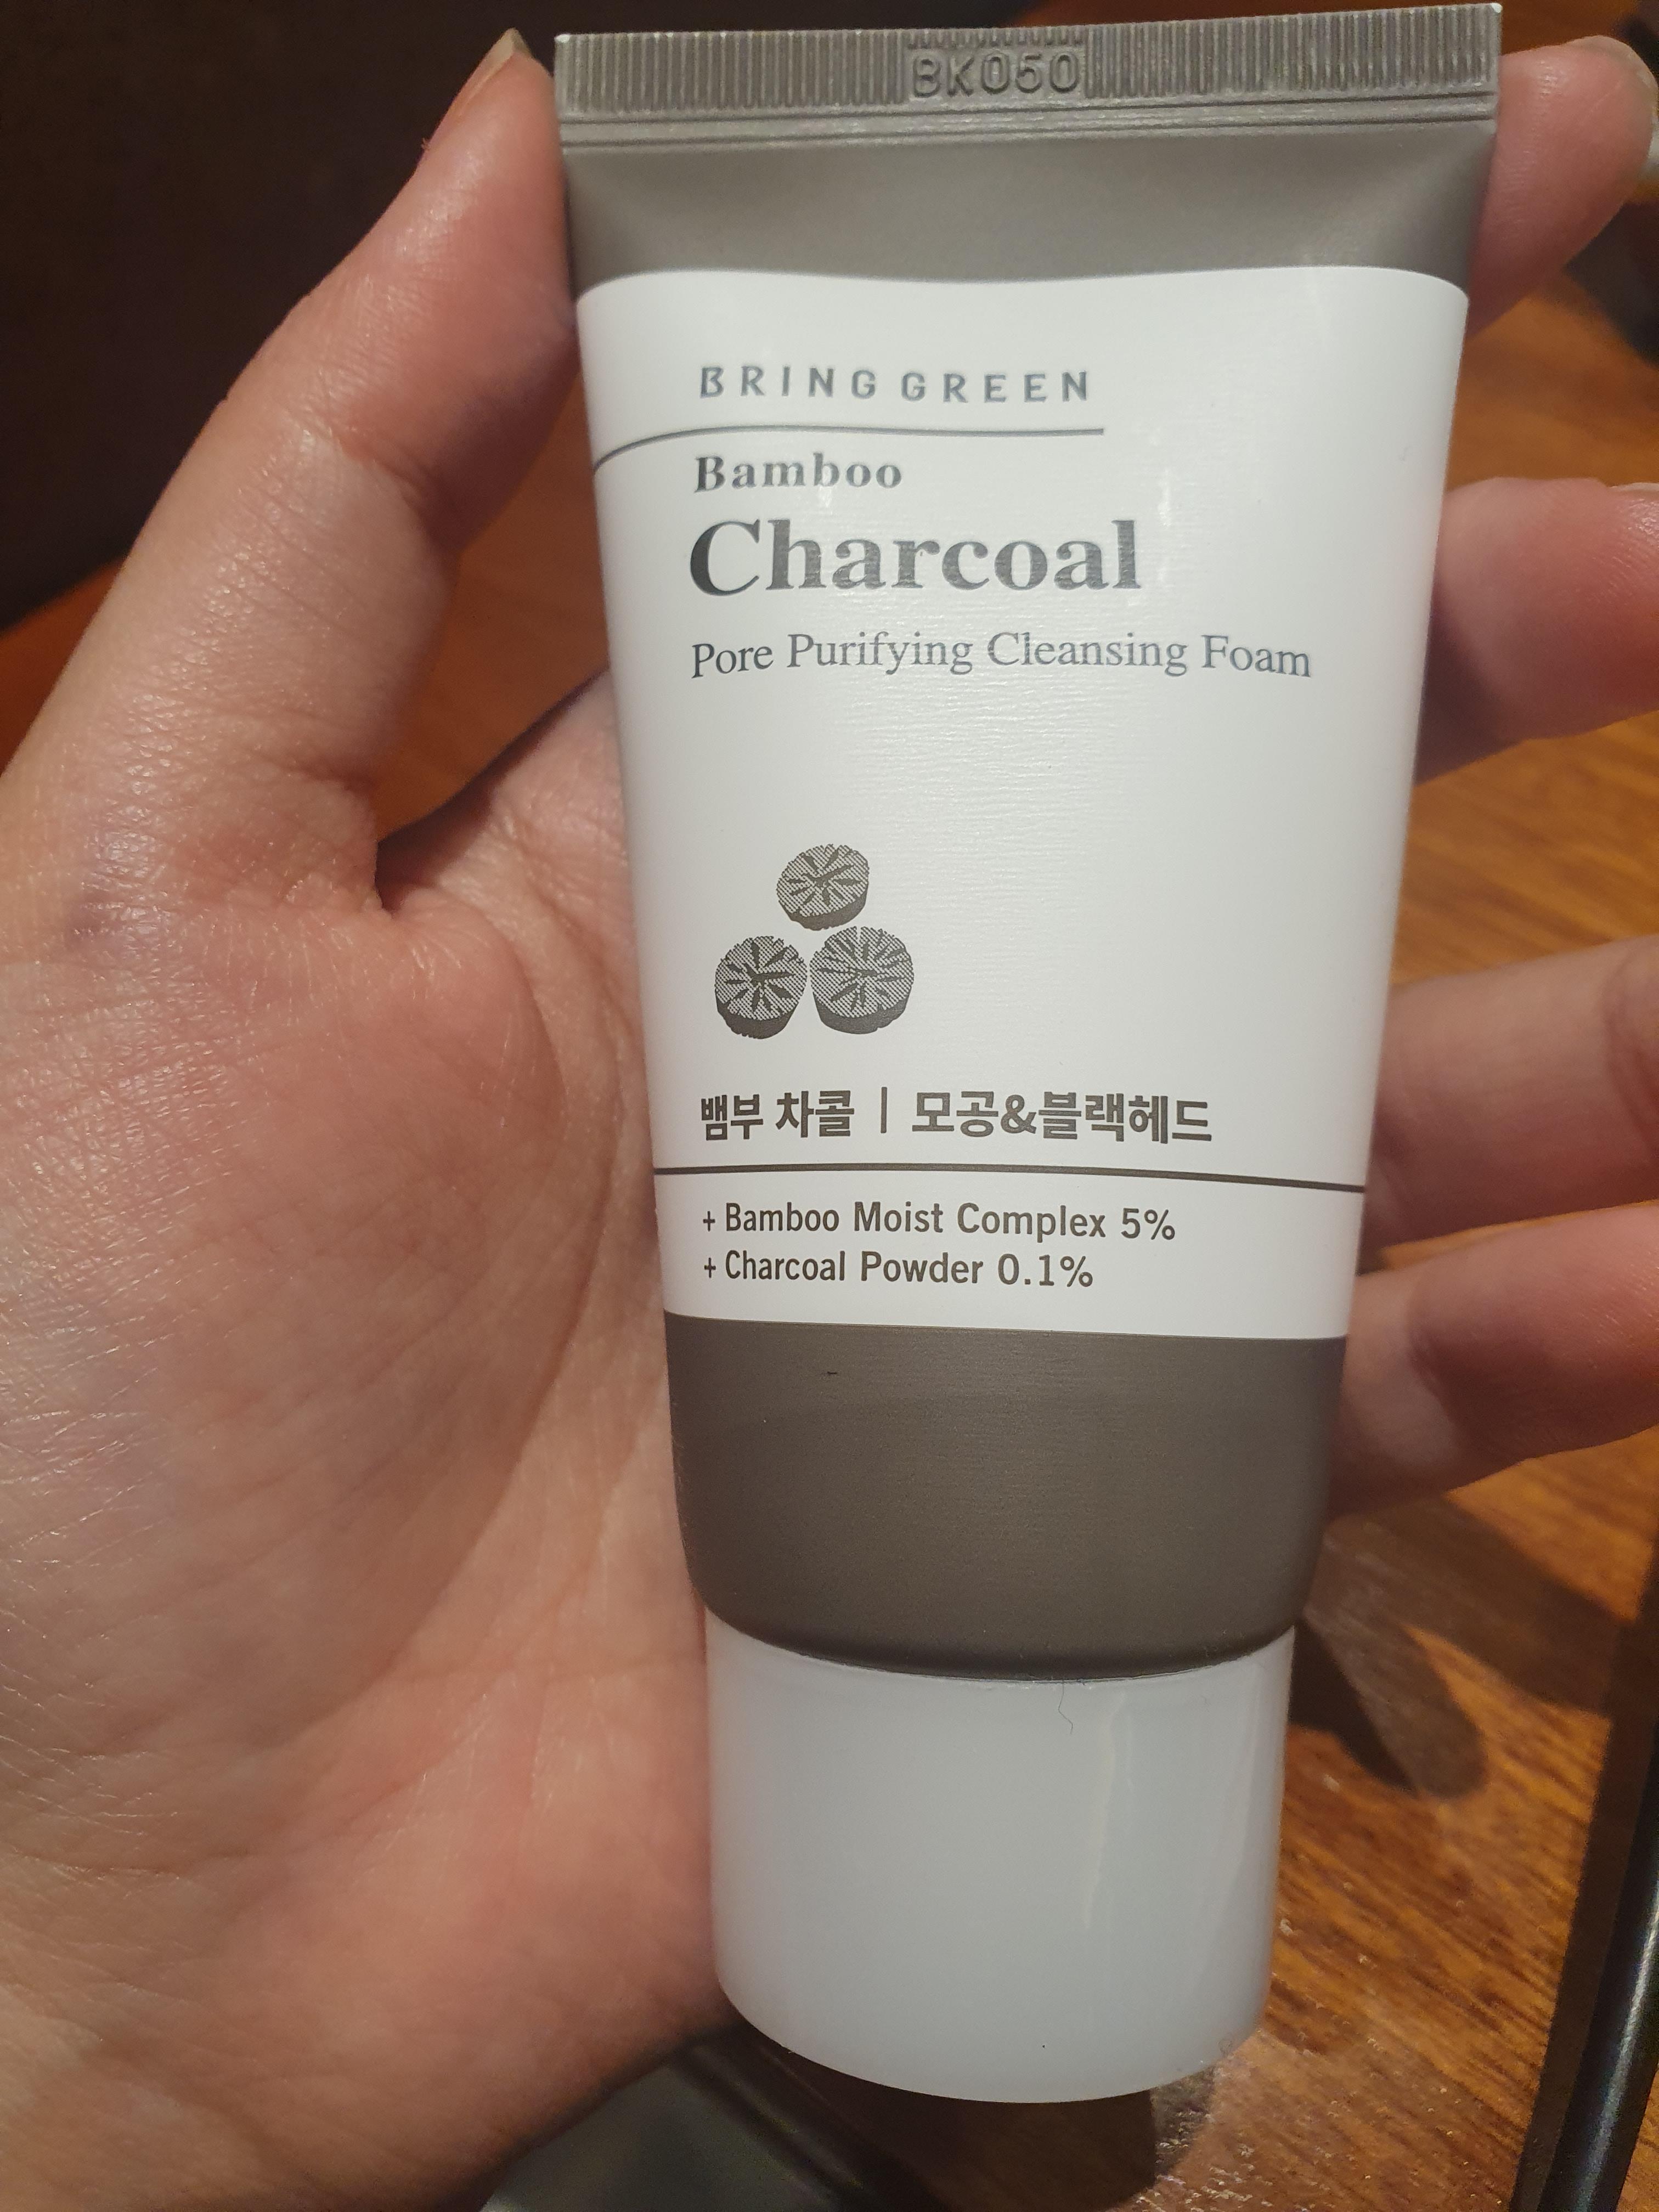 BK050
BRING GREEN
Bamboo
Charcoal
Pore Purifying Cleansing Foam
뱀부 차콜 | 모공&블랙헤드
+ Bamboo Moist Complex 5%
+ Charcoal Powder 0.1%